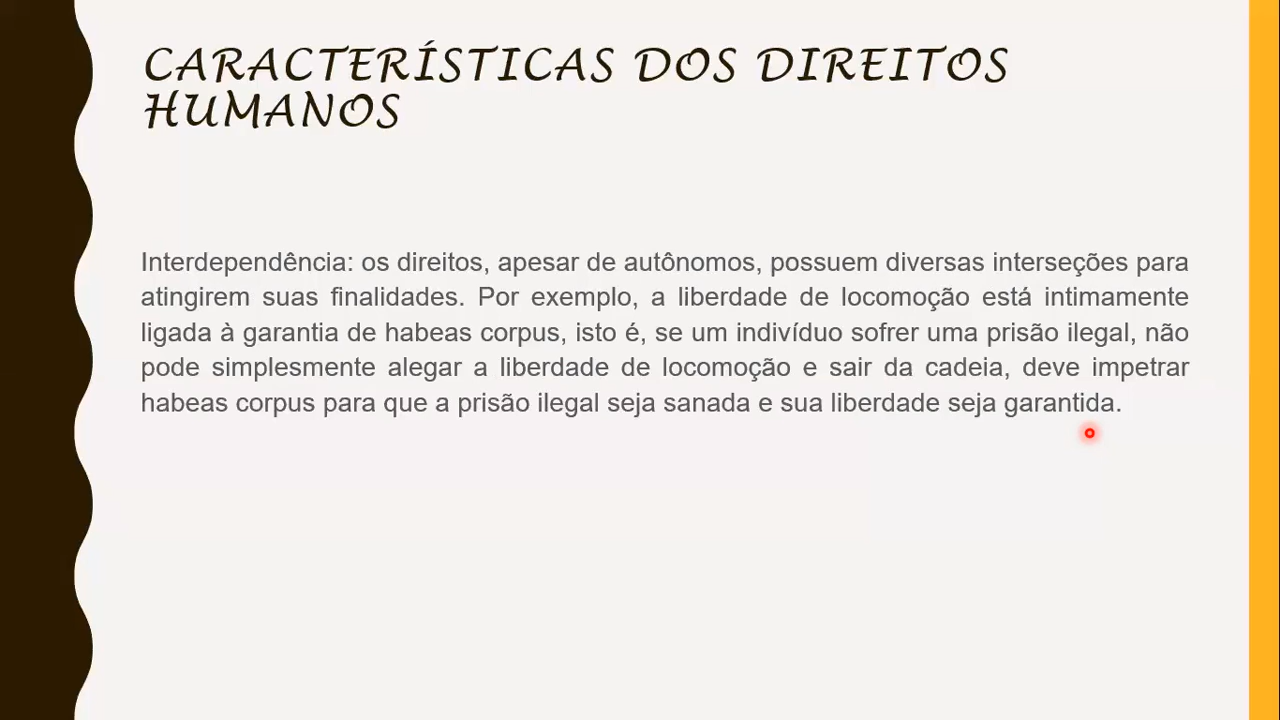 CARACTERÍSTICAS DOS DIREITOS
HUMANOS
Interdependência: os direitos, apesar de autônomos, possuem diversas interseções para
atingirem suas finalidades. Por exemplo, a liberdade de locomoção está intimamente
ligada à garantia de habeas corpus, isto é, se um indivíduo sofrer uma prisão ilegal, não
pode simplesmente alegar a liberdade de locomoção e sair da cadeia, deve impetrar
habeas corpus para que a prisão ilegal seja sanada e sua liberdade seja garantida.